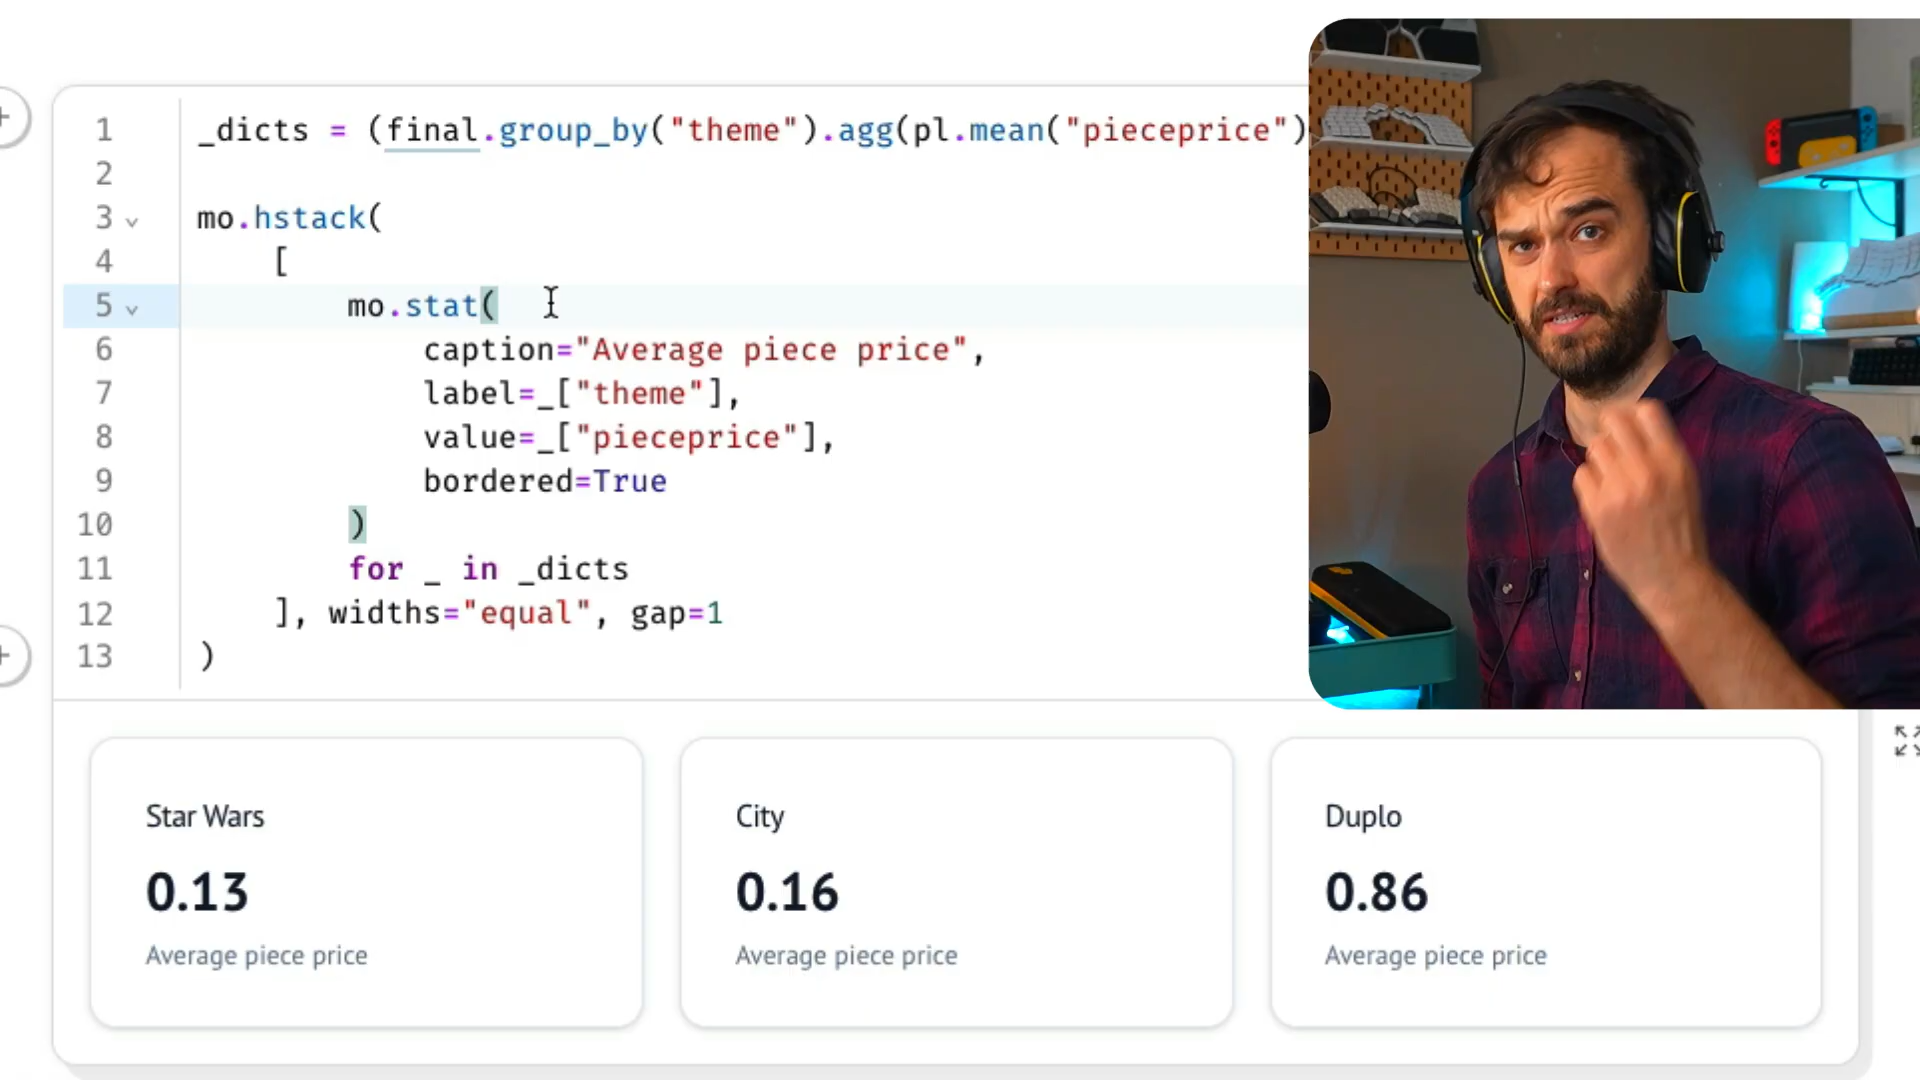 1 _dicts = (final.group_by("theme").agg(pl.mean("pieceprice")
2
3 mo.hstack(
4 [
5 mo.stat(
6 caption="Average piece price",
7 label=_["theme"],
8 value=_["pieceprice"],
9 bordered=True
10 )
11 for _ in _dicts
12 ], widths="equal", gap=1
13 )
Star Wars
0.13
Average piece price
City
0.16
Average piece price
Duplo
0.86
Average piece price